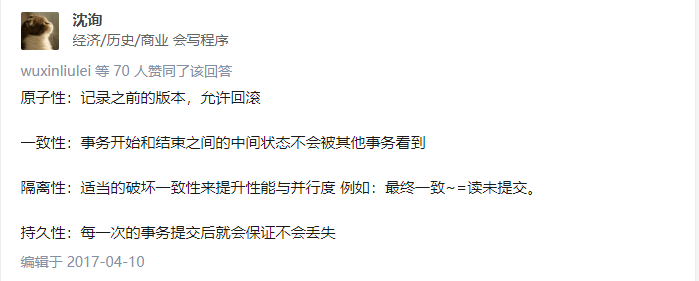 沈询
经济/历史/商业 会写程序
wuxinliulei 等 70 人赞同了该回答
原子性：记录之前的版本，允许回滚
一致性：事务开始和结束之间的中间状态不会被其他事务看到
隔离性：适当的破坏一致性来提升性能与并行度 例如：最终一致~=读未提交。
持久性：每一次的事务提交后就会保证不会丢失
编辑于 2017-04-10